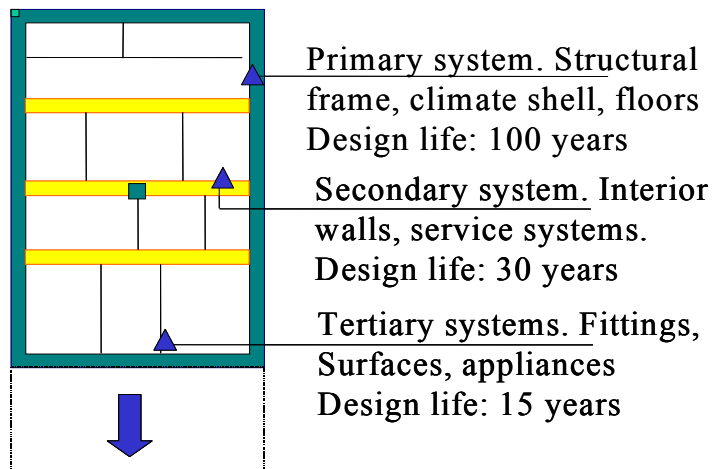 Primary system. Structural
frame, climate shell, floors
Design life: 100 years
Secondary system. Interior
walls, service systems.
Design life: 30 years
Tertiary systems. Fittings,
Surfaces, appliances
Design life: 15 years